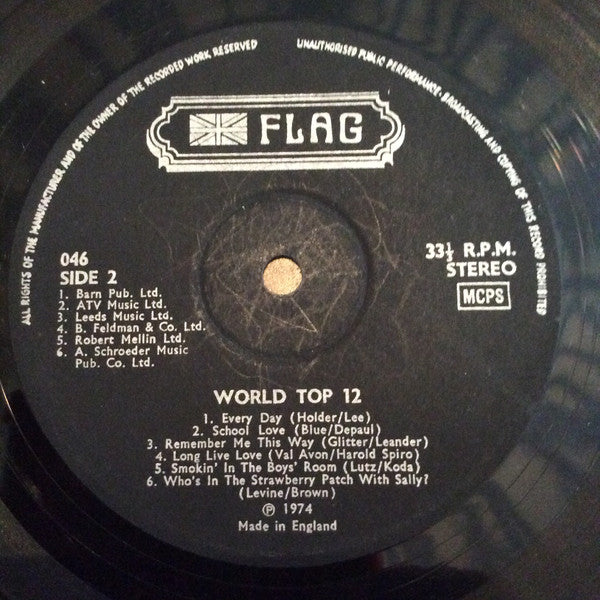 ALL RIGHTS OF THE MANUFACTURER, AND OF THE OWNER OF THE RECORDED WORK RESERVED
UNAUTHORISED PUBLIC PERFORMANCE, BROADCASTING AND COPYING OF THIS RECORD PROHIBITED
FLAG
046
SIDE 2
1. Barn Pub. Ltd.
2. ATV Music Ltd.
3. Leeds Music Ltd.
4. B. Feldman & Co. Ltd.
5. Robert Mellin Ltd.
6. A. Schroeder Music
Pub. Co. Ltd.
33⅓ R.P.M.
STEREO
MCPS
WORLD TOP 12
1. Every Day (Holder/Lee)
2. School Love (Blue/Depaul)
3. Remember Me This Way (Glitter/Leander)
4. Long Live Love (Val Avon/Harold Spiro)
5. Smokin' In The Boys' Room (Lutz/Koda)
6. Who's In The Strawberry Patch With Sally?
(Levine/Brown)
℗ 1974
Made in England